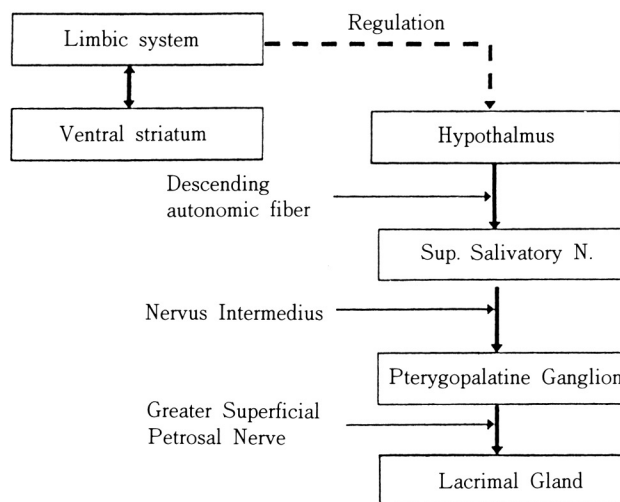 Limbic system
Regulation
Ventral striatum
Hypothalmus
Descending
autonomic fiber
Sup. Salivatory N.
Nervus Intermedius
Pterygopalatine Ganglion
Greater Superficial
Petrosal Nerve
Lacrimal Gland